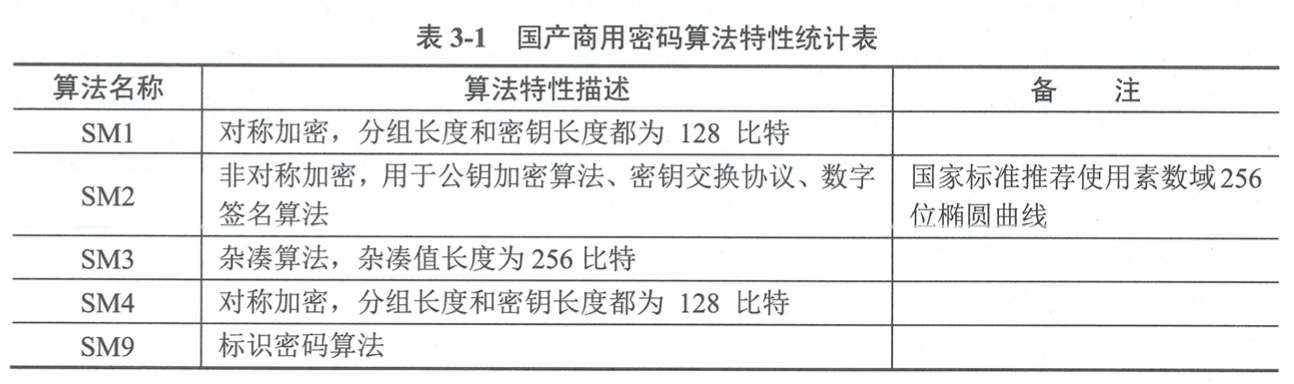 表 3-1 国产商用密码算法特性统计表
算法名称 算法特性描述 备 注
SM1 对称加密，分组长度和密钥长度都为 128 比特
SM2 非对称加密，用于公钥加密算法、密钥交换协议、数字签名算法 国家标准推荐使用素数域256位椭圆曲线
SM3 杂凑算法，杂凑值长度为256比特
SM4 对称加密，分组长度和密钥长度都为 128 比特
SM9 标识密码算法